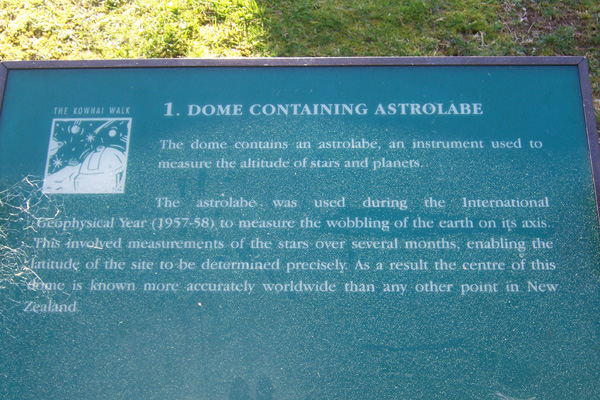 THE KOWHAI WALK
1. DOME CONTAINING ASTROLABE
The dome contains an astrolabe, an instrument used to
measure the altitude of stars and planets.
The astrolabe was used during the International
Geophysical Year (1957-58) to measure the wobbling of the earth on its axis.
This involved measurements of the stars over several months, enabling the
latitude of the site to be determined precisely. As a result the centre of this
dome is known more accurately worldwide than any other point in New
Zealand.